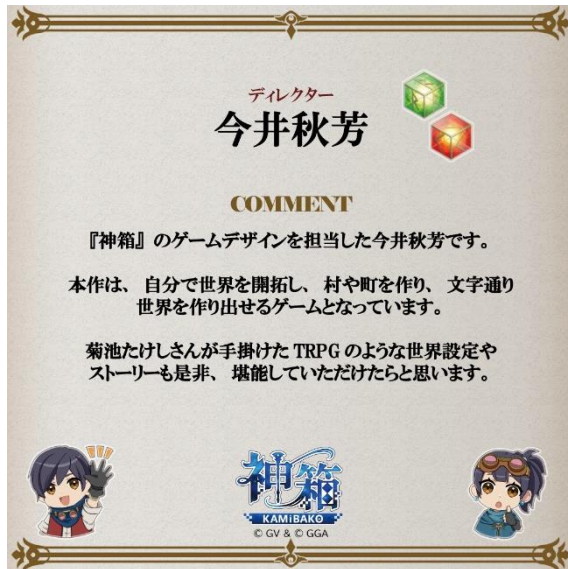 ディレクター
今井秋芳
COMMENT
『神箱』のゲームデザインを担当した今井秋芳です。
本作は、自分で世界を開拓し、村や町を作り、文字通り
世界を作り出せるゲームとなっています。
菊池たけしさんが手掛けたTRPGのような世界設定や
ストーリーも是非、堪能していただけたらと思います。
神箱
KAMiBAKO
© GV & © GGA